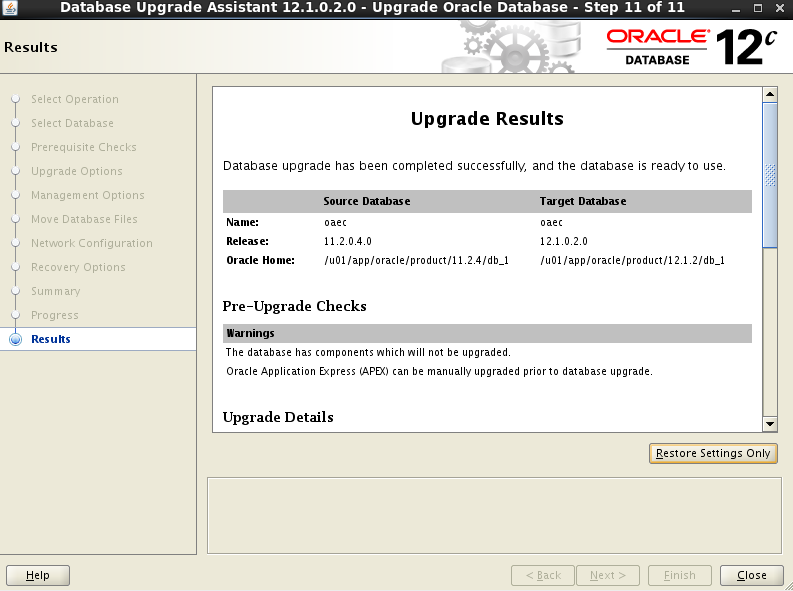 Database Upgrade Assistant 12.1.0.2.0 - Upgrade Oracle Database - Step 11 of 11
Results
ORACLE®
DATABASE
12c
Select Operation
Select Database
Prerequisite Checks
Upgrade Options
Management Options
Move Database Files
Network Configuration
Recovery Options
Summary
Progress
Results
Upgrade Results
Database upgrade has been completed successfully, and the database is ready to use.
Source Database Target Database
Name: oaec oaec
Release: 11.2.0.4.0 12.1.0.2.0
Oracle Home: /u01/app/oracle/product/11.2.4/db_1 /u01/app/oracle/product/12.1.2/db_1
Pre-Upgrade Checks
Warnings
The database has components which will not be upgraded.
Oracle Application Express (APEX) can be manually upgraded prior to database upgrade.
Upgrade Details
Restore Settings Only
Help < Back Next > Finish Close